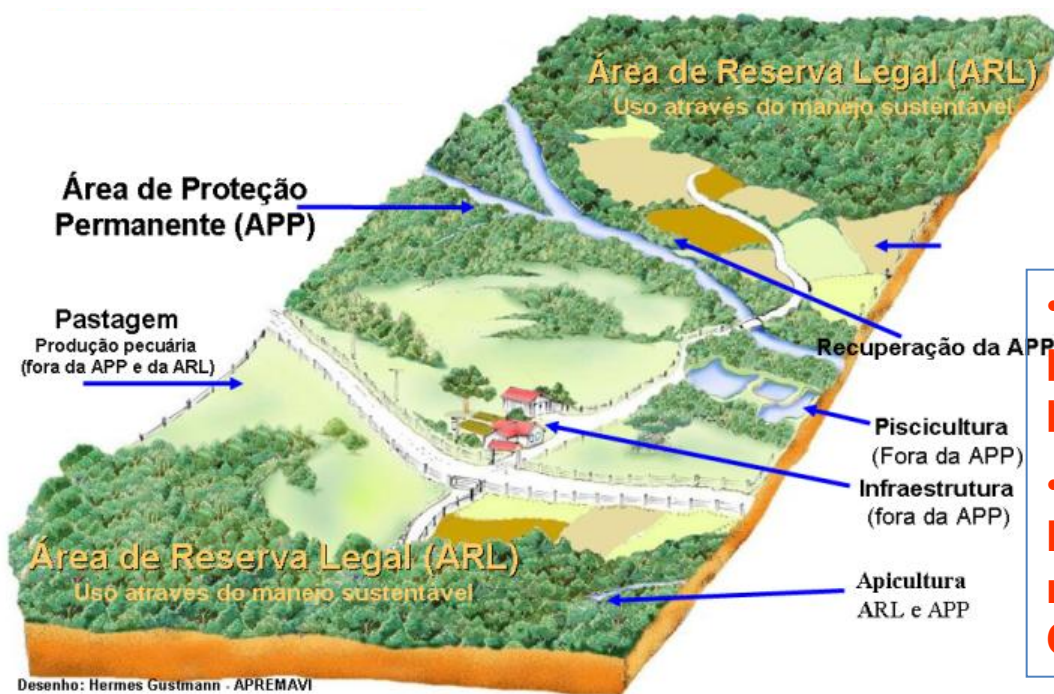 Área de Reserva Legal (ARL)
Uso através do manejo sustentável
Área de Proteção
Permanente (APP)
Pastagem
Produção pecuária
(fora da APP e da ARL)
Recuperação da APP
Piscicultura
(Fora da APP)
Infraestrutura
(fora da APP)
Área de Reserva Legal (ARL)
Uso através do manejo sustentável
Apicultura
ARL e APP
Desenho: Hermes Gustmann - APREMAVI